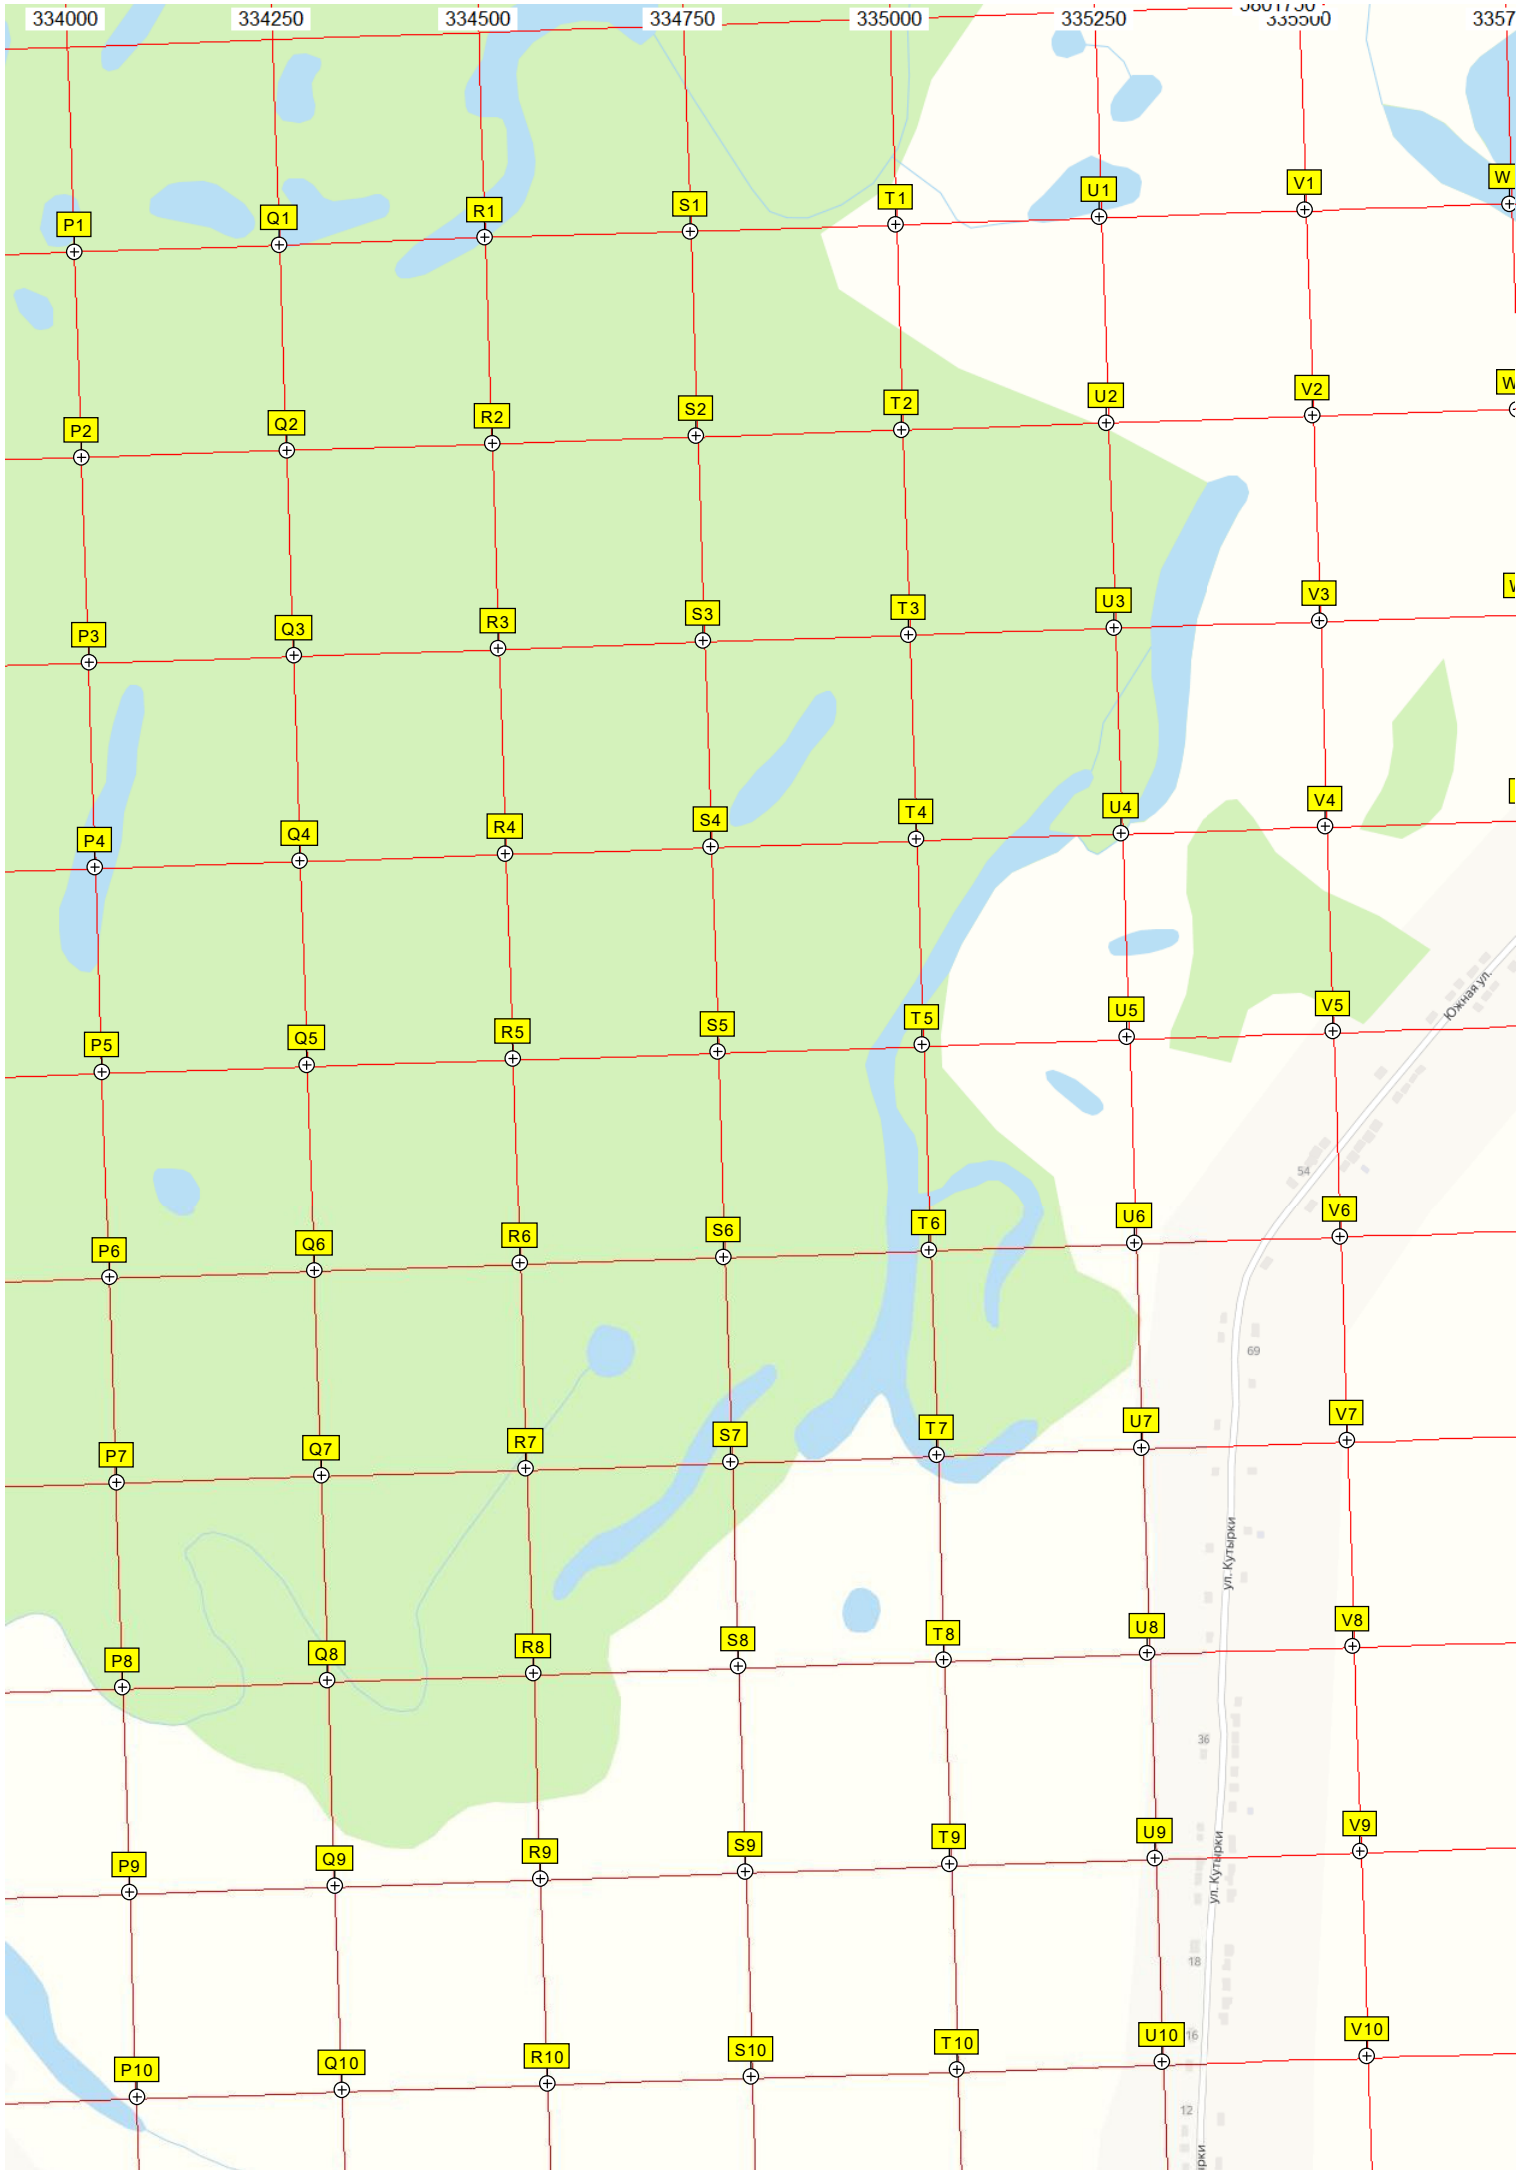 5801750
334000 334250 334500 334750 335000 335250 335500 3357
P1 Q1 R1 S1 T1 U1 V1 W
P2 Q2 R2 S2 T2 U2 V2 W
P3 Q3 R3 S3 T3 U3 V3
P4 Q4 R4 S4 T4 U4 V4
P5 Q5 R5 S5 T5 U5 V5
Южная ул.
54
P6 Q6 R6 S6 T6 U6 V6
69
P7 Q7 R7 S7 T7 U7 V7
ул. Кутырки
P8 Q8 R8 S8 T8 U8 V8
36
P9 Q9 R9 S9 T9 U9 V9
ул. Кутырки
18
P10 Q10 R10 S10 T10 U10 V10
16
12
ырки